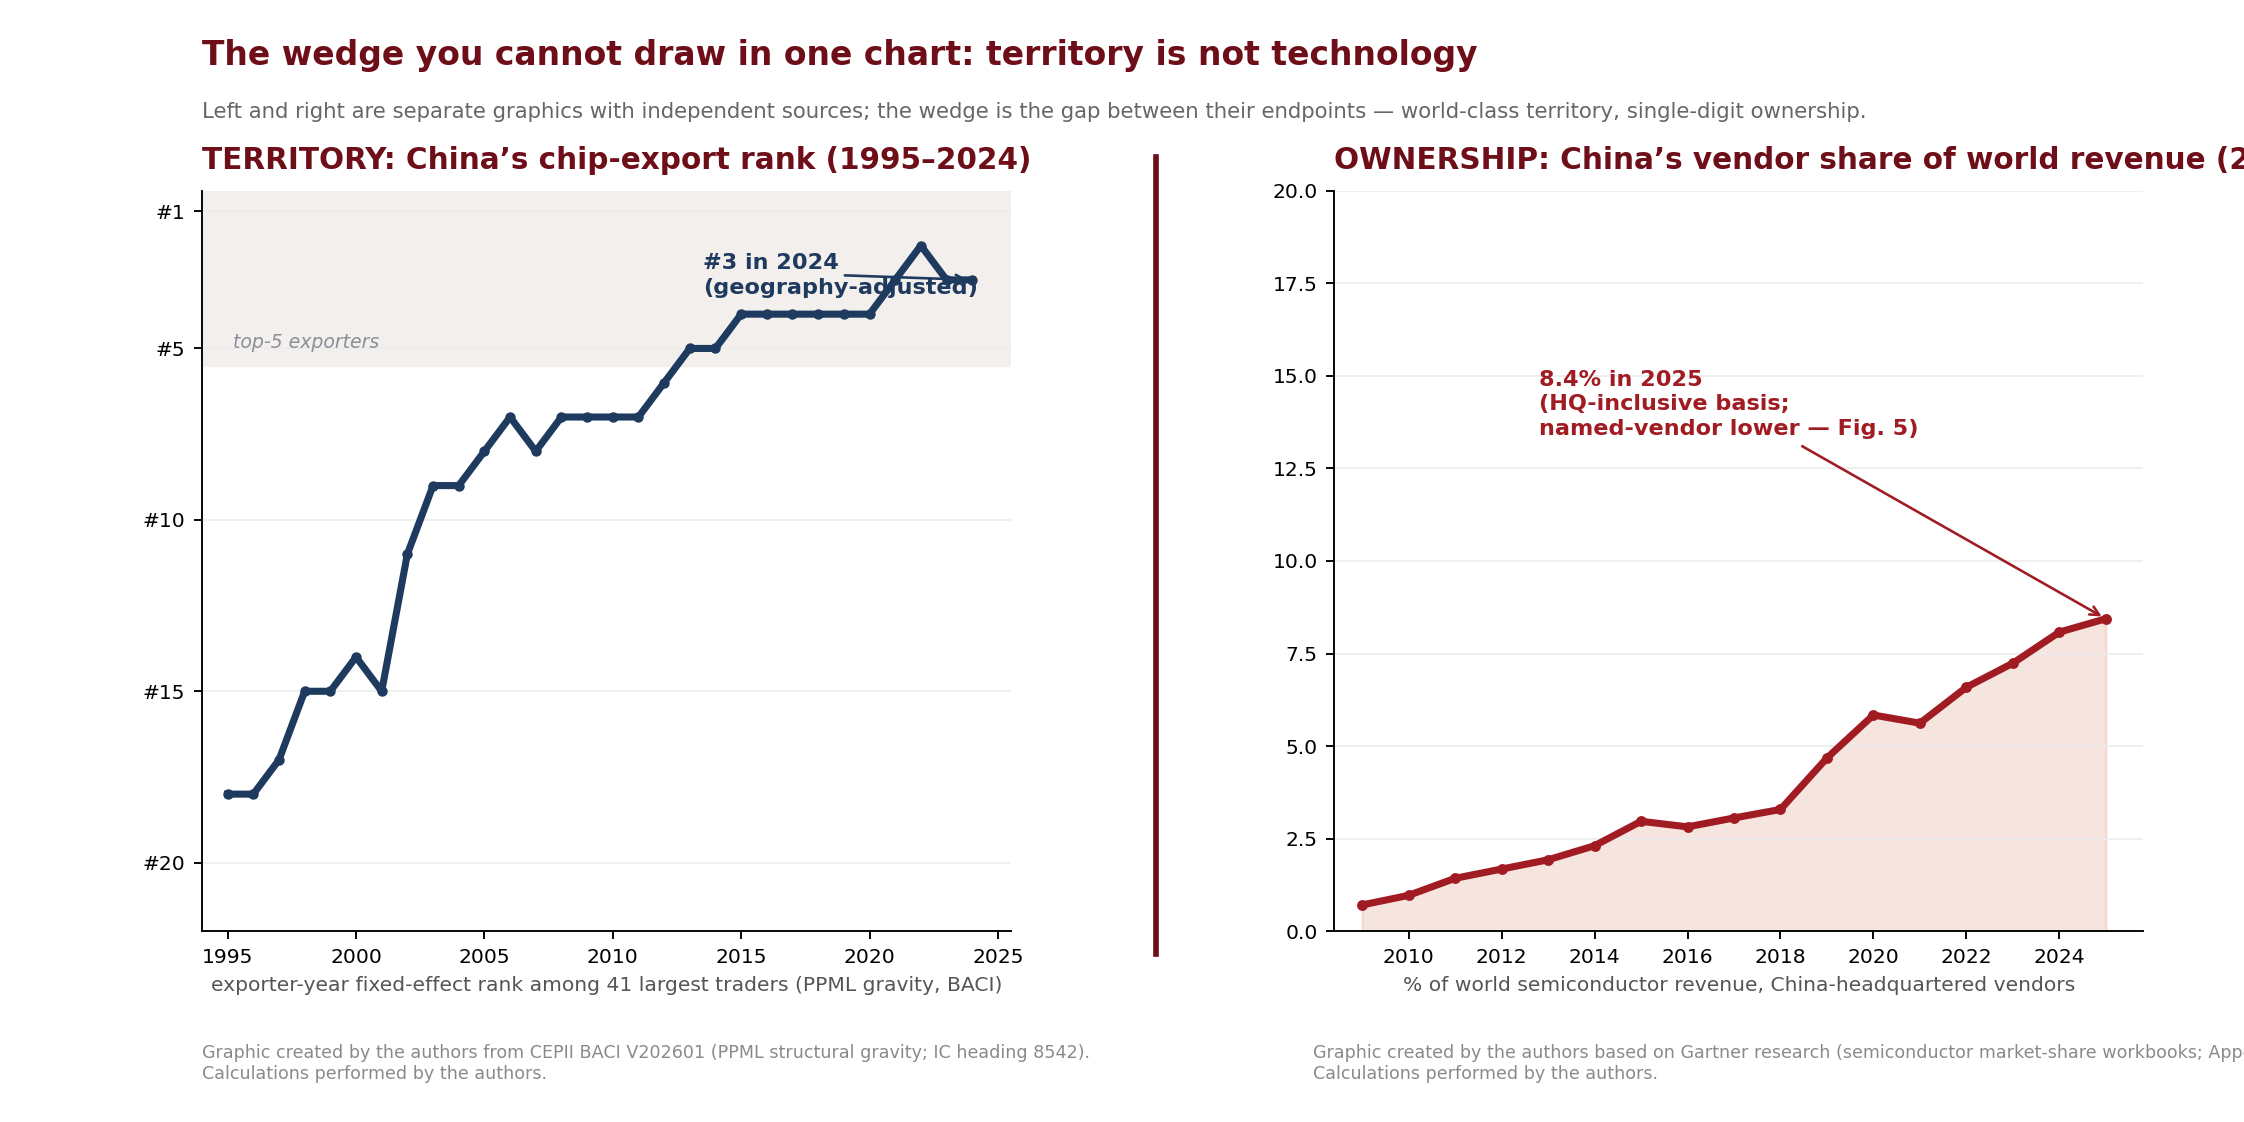 The wedge you cannot draw in one chart: territory is not technology
Left and right are separate graphics with independent sources; the wedge is the gap between their endpoints — world-class territory, single-digit ownership.
TERRITORY: China’s chip-export rank (1995–2024)
#1
#5
#10
#15
#20
#3 in 2024
(geography-adjusted)
top-5 exporters
1995 2000 2005 2010 2015 2020 2025
exporter-year fixed-effect rank among 41 largest traders (PPML gravity, BACI)
Graphic created by the authors from CEPII BACI V202601 (PPML structural gravity; IC heading 8542).
Calculations performed by the authors.
OWNERSHIP: China’s vendor share of world revenue (2
20.0
17.5
15.0
12.5
10.0
7.5
5.0
2.5
0.0
8.4% in 2025
(HQ-inclusive basis;
named-vendor lower — Fig. 5)
2010 2012 2014 2016 2018 2020 2022 2024
% of world semiconductor revenue, China-headquartered vendors
Graphic created by the authors based on Gartner research (semiconductor market-share workbooks; App
Calculations performed by the authors.